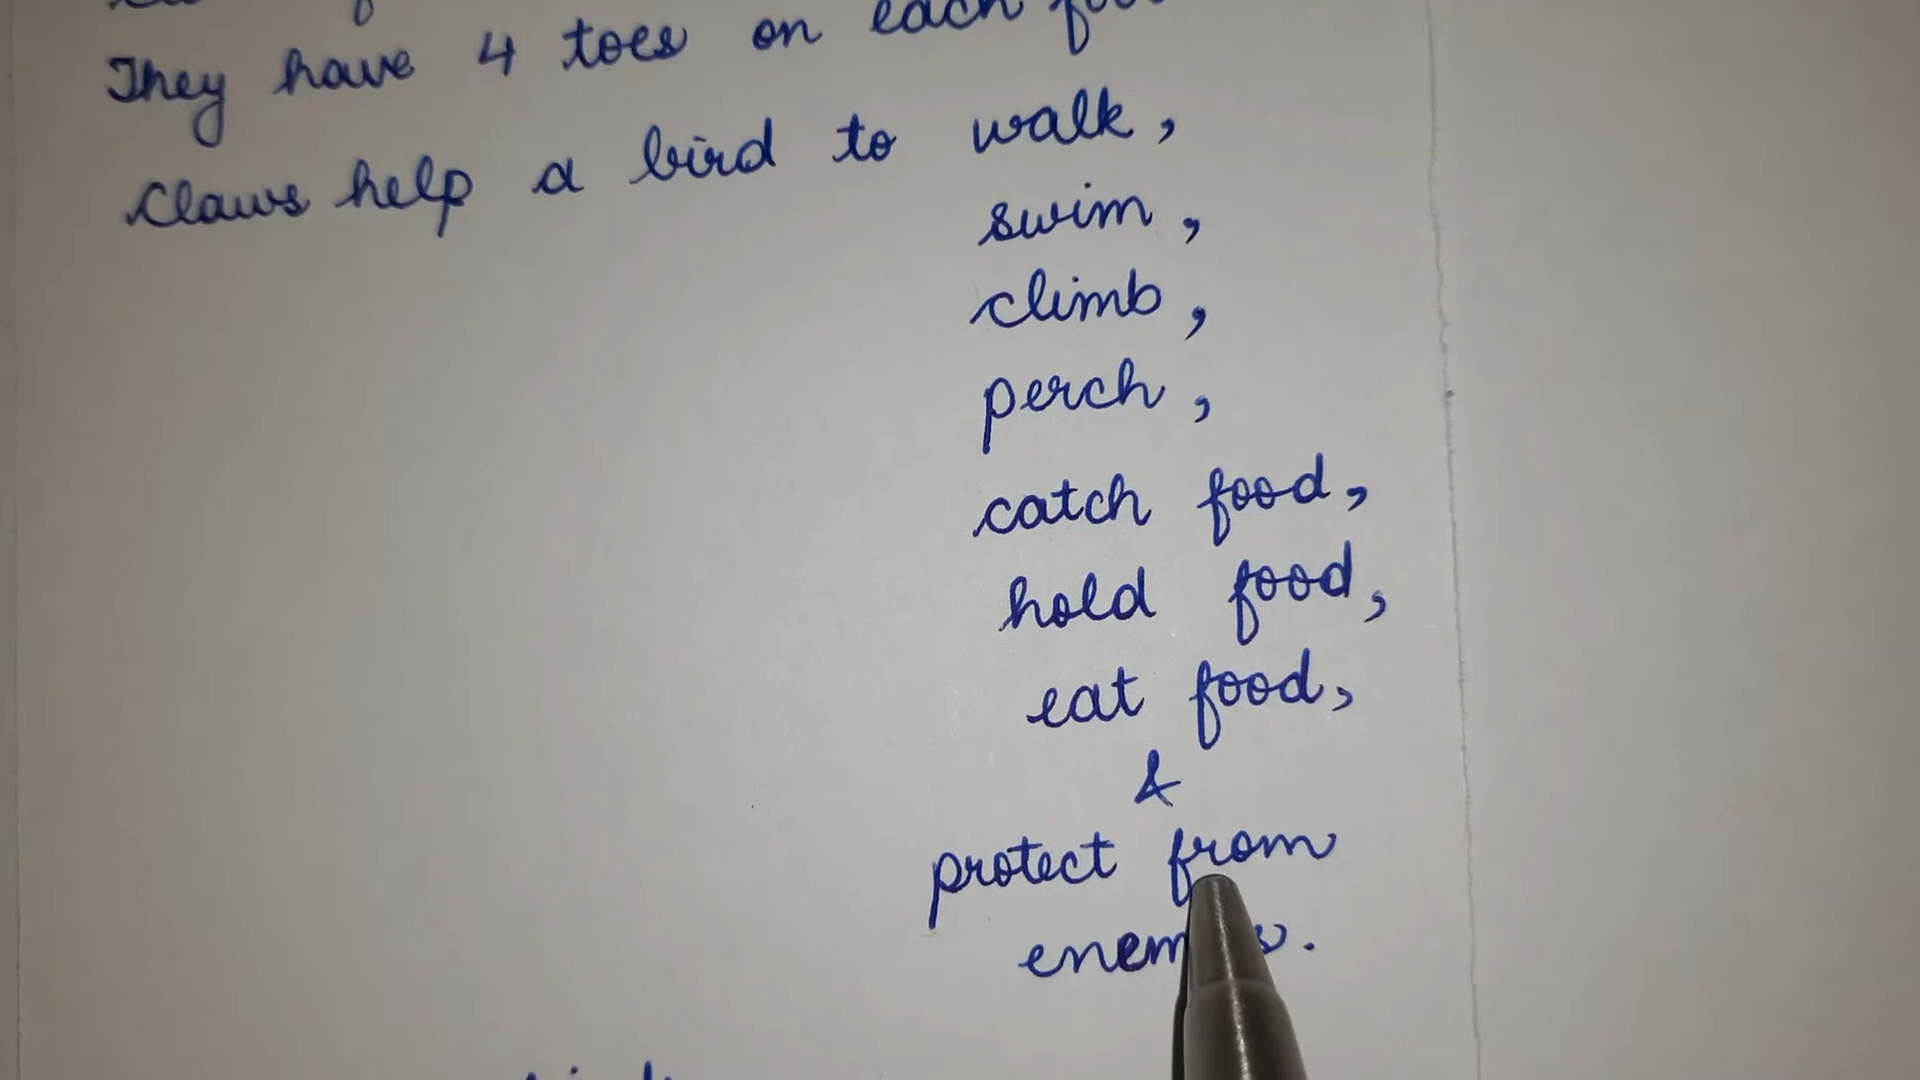 They have 4 toes on each
Claws help a bird to walk,
swim,
climb,
perch,
catch food,
hold food,
eat food,
&
protect from